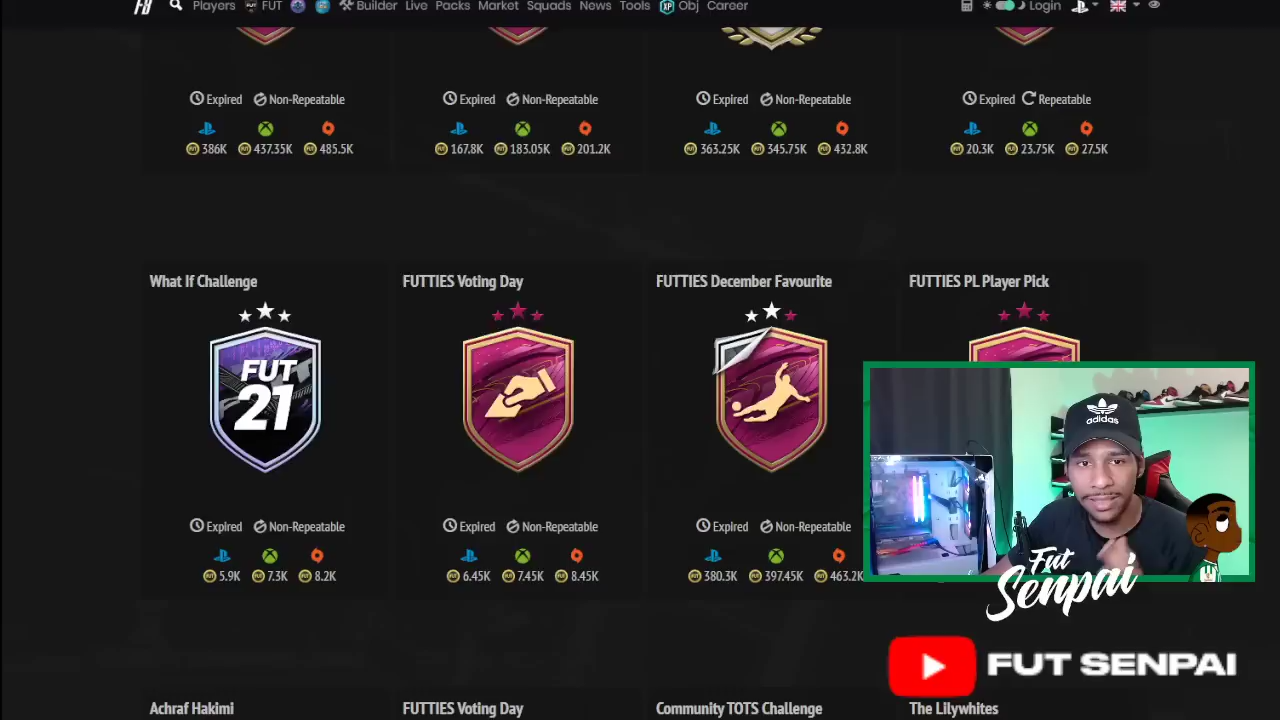 FB Players FUT Builder Live Packs Market Squads News Tools XP Obj Career Login
Expired Non-Repeatable Expired Non-Repeatable Expired Non-Repeatable Expired Repeatable
386K 437.35K 485.5K 167.8K 183.05K 201.2K 363.25K 345.75K 432.8K 20.3K 23.75K 27.5K
What If Challenge FUTTIES Voting Day FUTTIES December Favourite FUTTIES PL Player Pick
FUT
21
adidas
Expired Non-Repeatable Expired Non-Repeatable Expired Non-Repeatable
5.9K 7.3K 8.2K 6.45K 7.45K 8.45K 380.3K 397.45K 463.2K
Fut
Senpai
FUT SENPAI
Achraf Hakimi FUTTIES Voting Day Community TOTS Challenge The Lilywhites